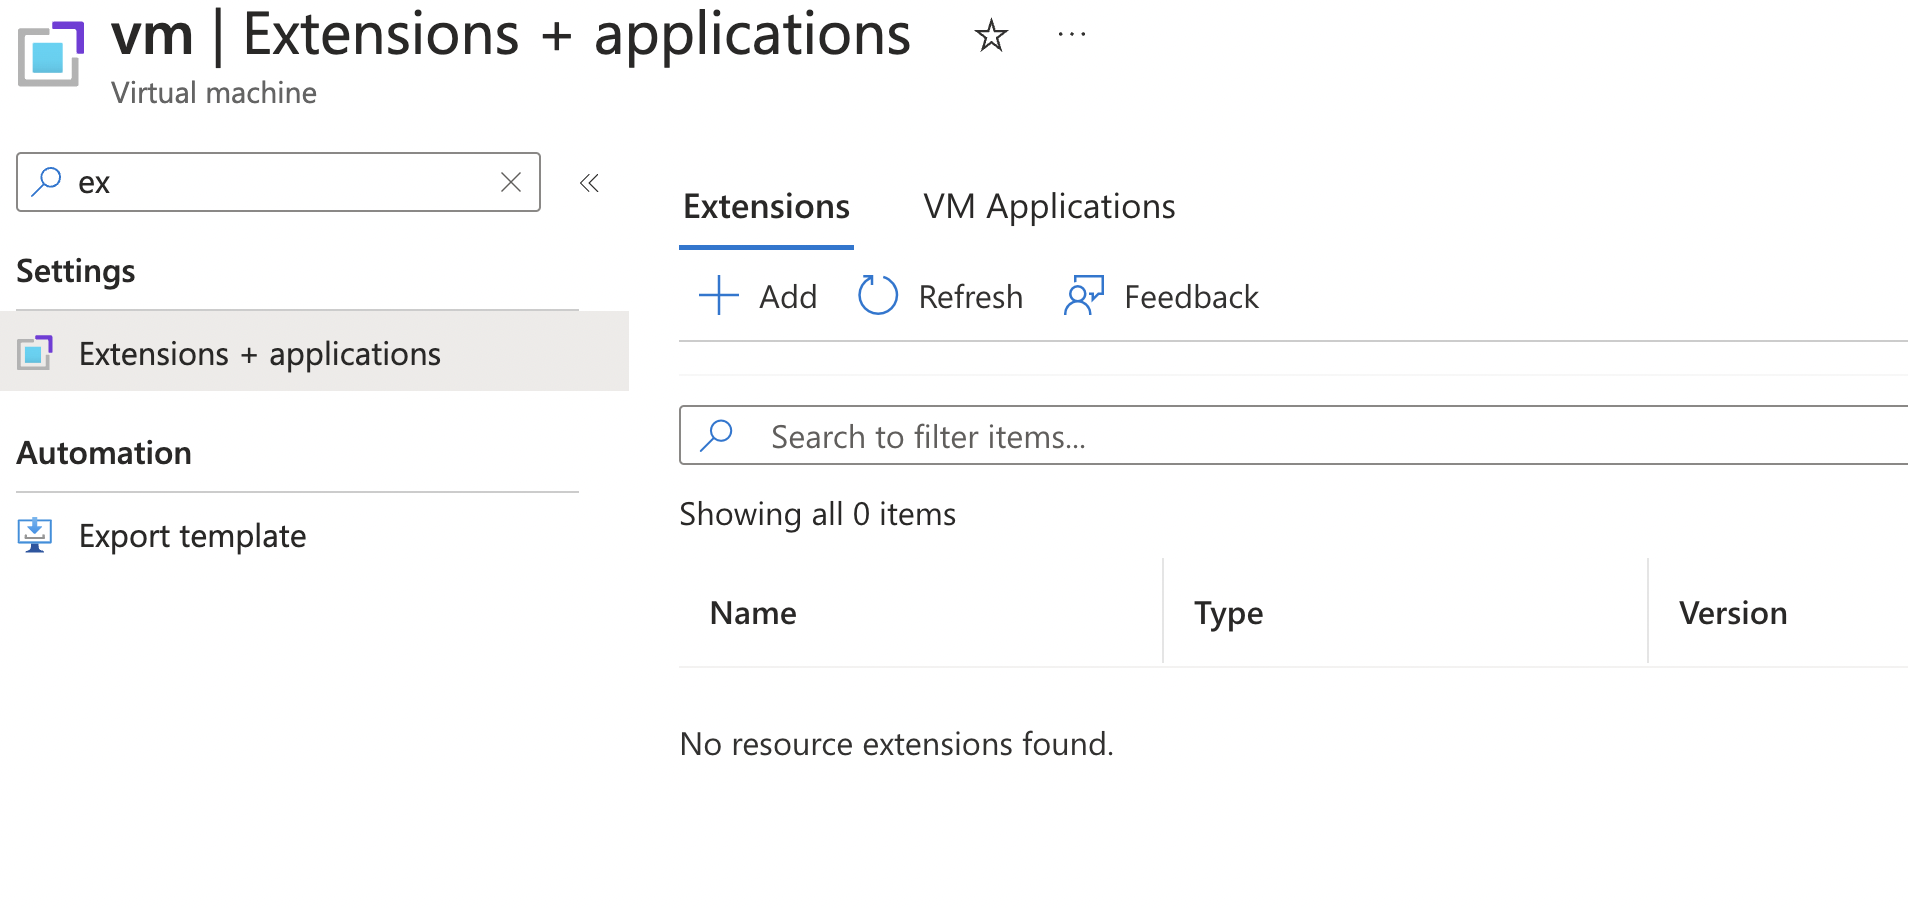 vm | Extensions + applications
Virtual machine
ex
Settings
Extensions + applications
Automation
Export template
Extensions
VM Applications
Add
Refresh
Feedback
Search to filter items...
Showing all 0 items
Name
Type
Version
No resource extensions found.